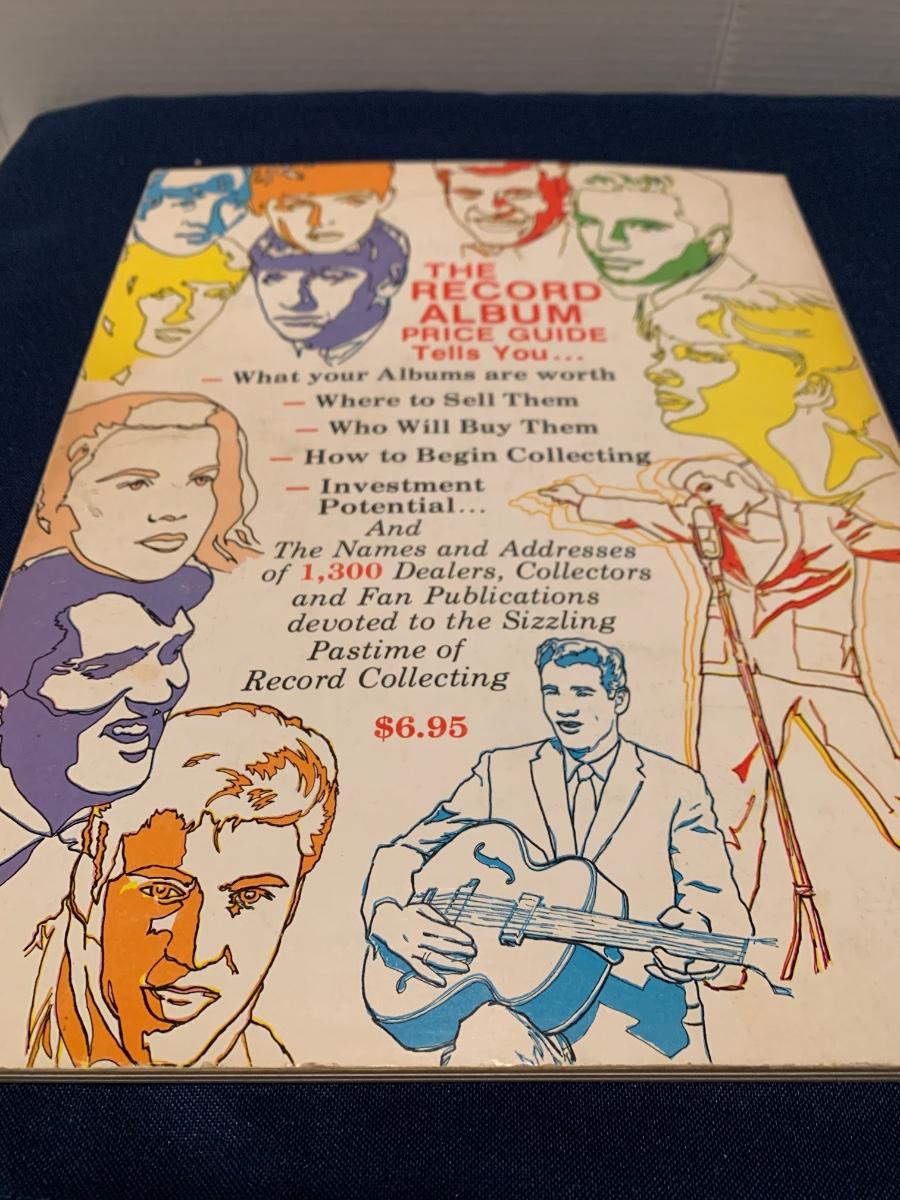 THE
RECORD
ALBUM
PRICE GUIDE
Tells You...
— What your Albums are worth
— Where to Sell Them
— Who Will Buy Them
— How to Begin Collecting
— Investment
Potential...
And
The Names and Addresses
of 1,300 Dealers, Collectors
and Fan Publications
devoted to the Sizzling
Pastime of
Record Collecting
$6.95